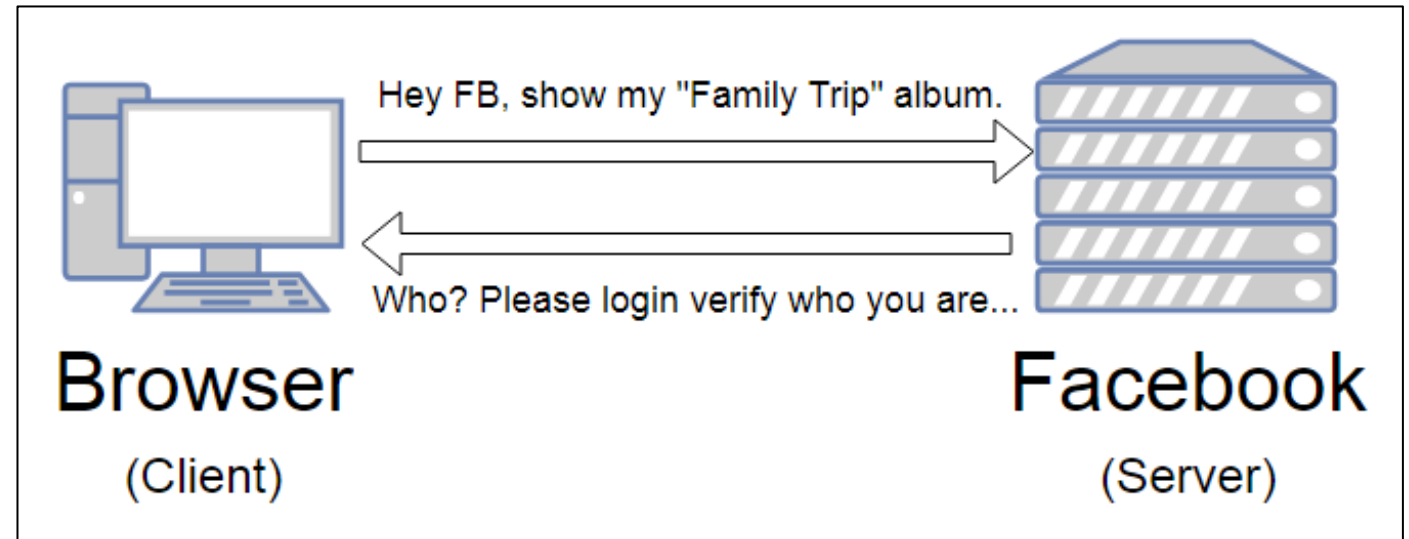 Hey FB, show my "Family Trip" album.
Who? Please login verify who you are...
Browser
Facebook
(Client)
(Server)